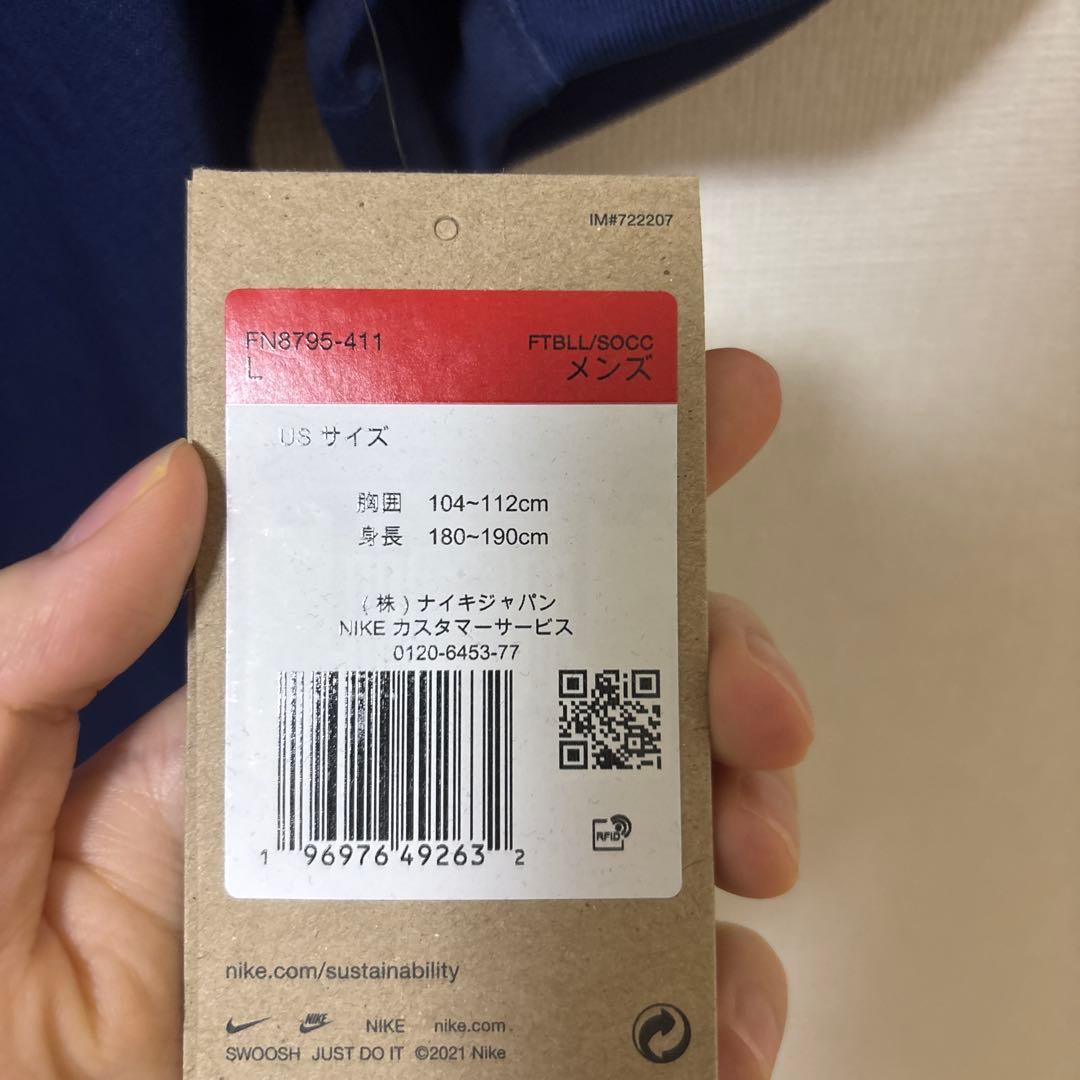 IM#722207
FN8795-411 FTBLL/SOCC
L メンズ
US サイズ
胸囲 104~112cm
身長 180~190cm
(株)ナイキジャパン
NIKE カスタマーサービス
0120-6453-77
RFID
1 96976 49263 2
nike.com/sustainability
NIKE NIKE nike.com
SWOOSH JUST DO IT ©2021 Nike